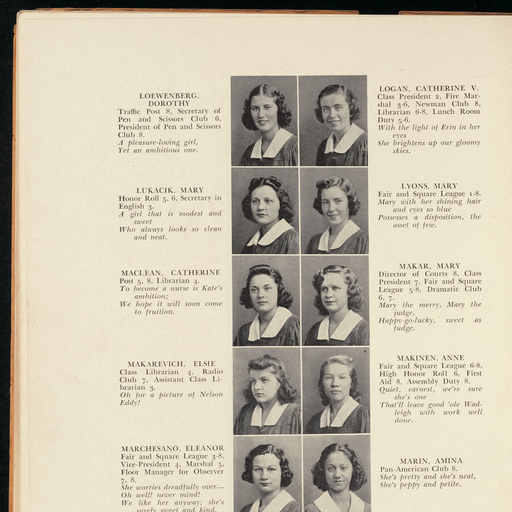 LOEWENBERG,
DOROTHY
Traffic Post 8, Secretary of
Pen and Scissors Club 6,
President of Pen and Scissors
Club 8.
A pleasure-loving girl,
Yet an ambitious one.
LUKACIK, MARY
Honor Roll 5, 6, Secretary in
English 3.
A girl that is modest and
sweet
Who always looks so clean
and neat.
MACLEAN, CATHERINE
Post 5, 8, Librarian 4.
To become a nurse is Kate's
ambition;
We hope it will soon come
to fruition.
MAKAREVICH, ELSIE
Class Librarian 4, Radio
Club 7, Assistant Class Li-
brarian 3.
Oh for a picture of Nelson
Eddy!
MARCHESANO, ELEANOR
Fair and Square League 3-8,
Vice-President 4, Marshal 5,
Floor Manager for Observer
7, 8.
She worries dreadfully over—
Oh well! never mind!
We like her anyway; she's
surely sweet and kind.
LOGAN, CATHERINE V.
Class President 2, Fire Mar-
shal 3-6, Newman Club 8,
Librarian 6-8, Lunch Room
Duty 5-6.
With the light of Erin in her
eyes
She brightens up our gloomy
skies.
LYONS, MARY
Fair and Square League 1-8.
Mary with her shining hair
and eyes so blue
Possesses a disposition, the
asset of few.
MAKAR, MARY
Director of Courts 8, Class
President 7, Fair and Square
League 5-8, Dramatic Club
6, 7.
Mary the merry, Mary the
judge,
Happy-go-lucky, sweet as
fudge.
MAKINEN, ANNE
Fair and Square League 6-8,
High Honor Roll 6, First
Aid 8, Assembly Duty 8.
Quiet, earnest, we're sure
she's one
That'll leave good 'ole Wad-
leigh with work well
done.
MARIN, AMINA
Pan-American Club 8.
She's pretty and she's neat,
She's peppy and petite.